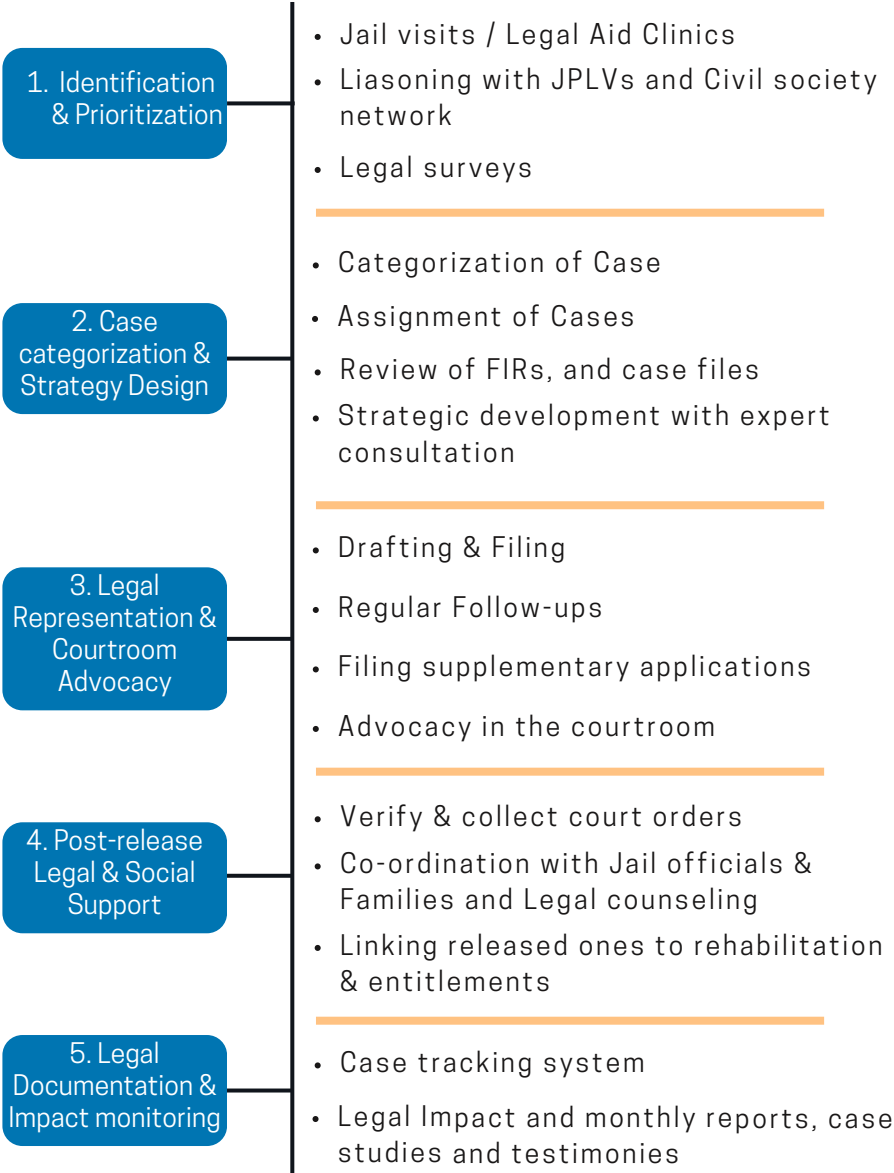 1. Identification
& Prioritization
• Jail visits / Legal Aid Clinics
• Liasoning with JPLVs and Civil society
network
• Legal surveys
2. Case
categorization &
Strategy Design
• Categorization of Case
• Assignment of Cases
• Review of FIRs, and case files
• Strategic development with expert
consultation
3. Legal
Representation &
Courtroom
Advocacy
• Drafting & Filing
• Regular Follow-ups
• Filing supplementary applications
• Advocacy in the courtroom
4. Post-release
Legal & Social
Support
• Verify & collect court orders
• Co-ordination with Jail officials &
Families and Legal counseling
• Linking released ones to rehabilitation
& entitlements
5. Legal
Documentation &
Impact monitoring
• Case tracking system
• Legal Impact and monthly reports, case
studies and testimonies